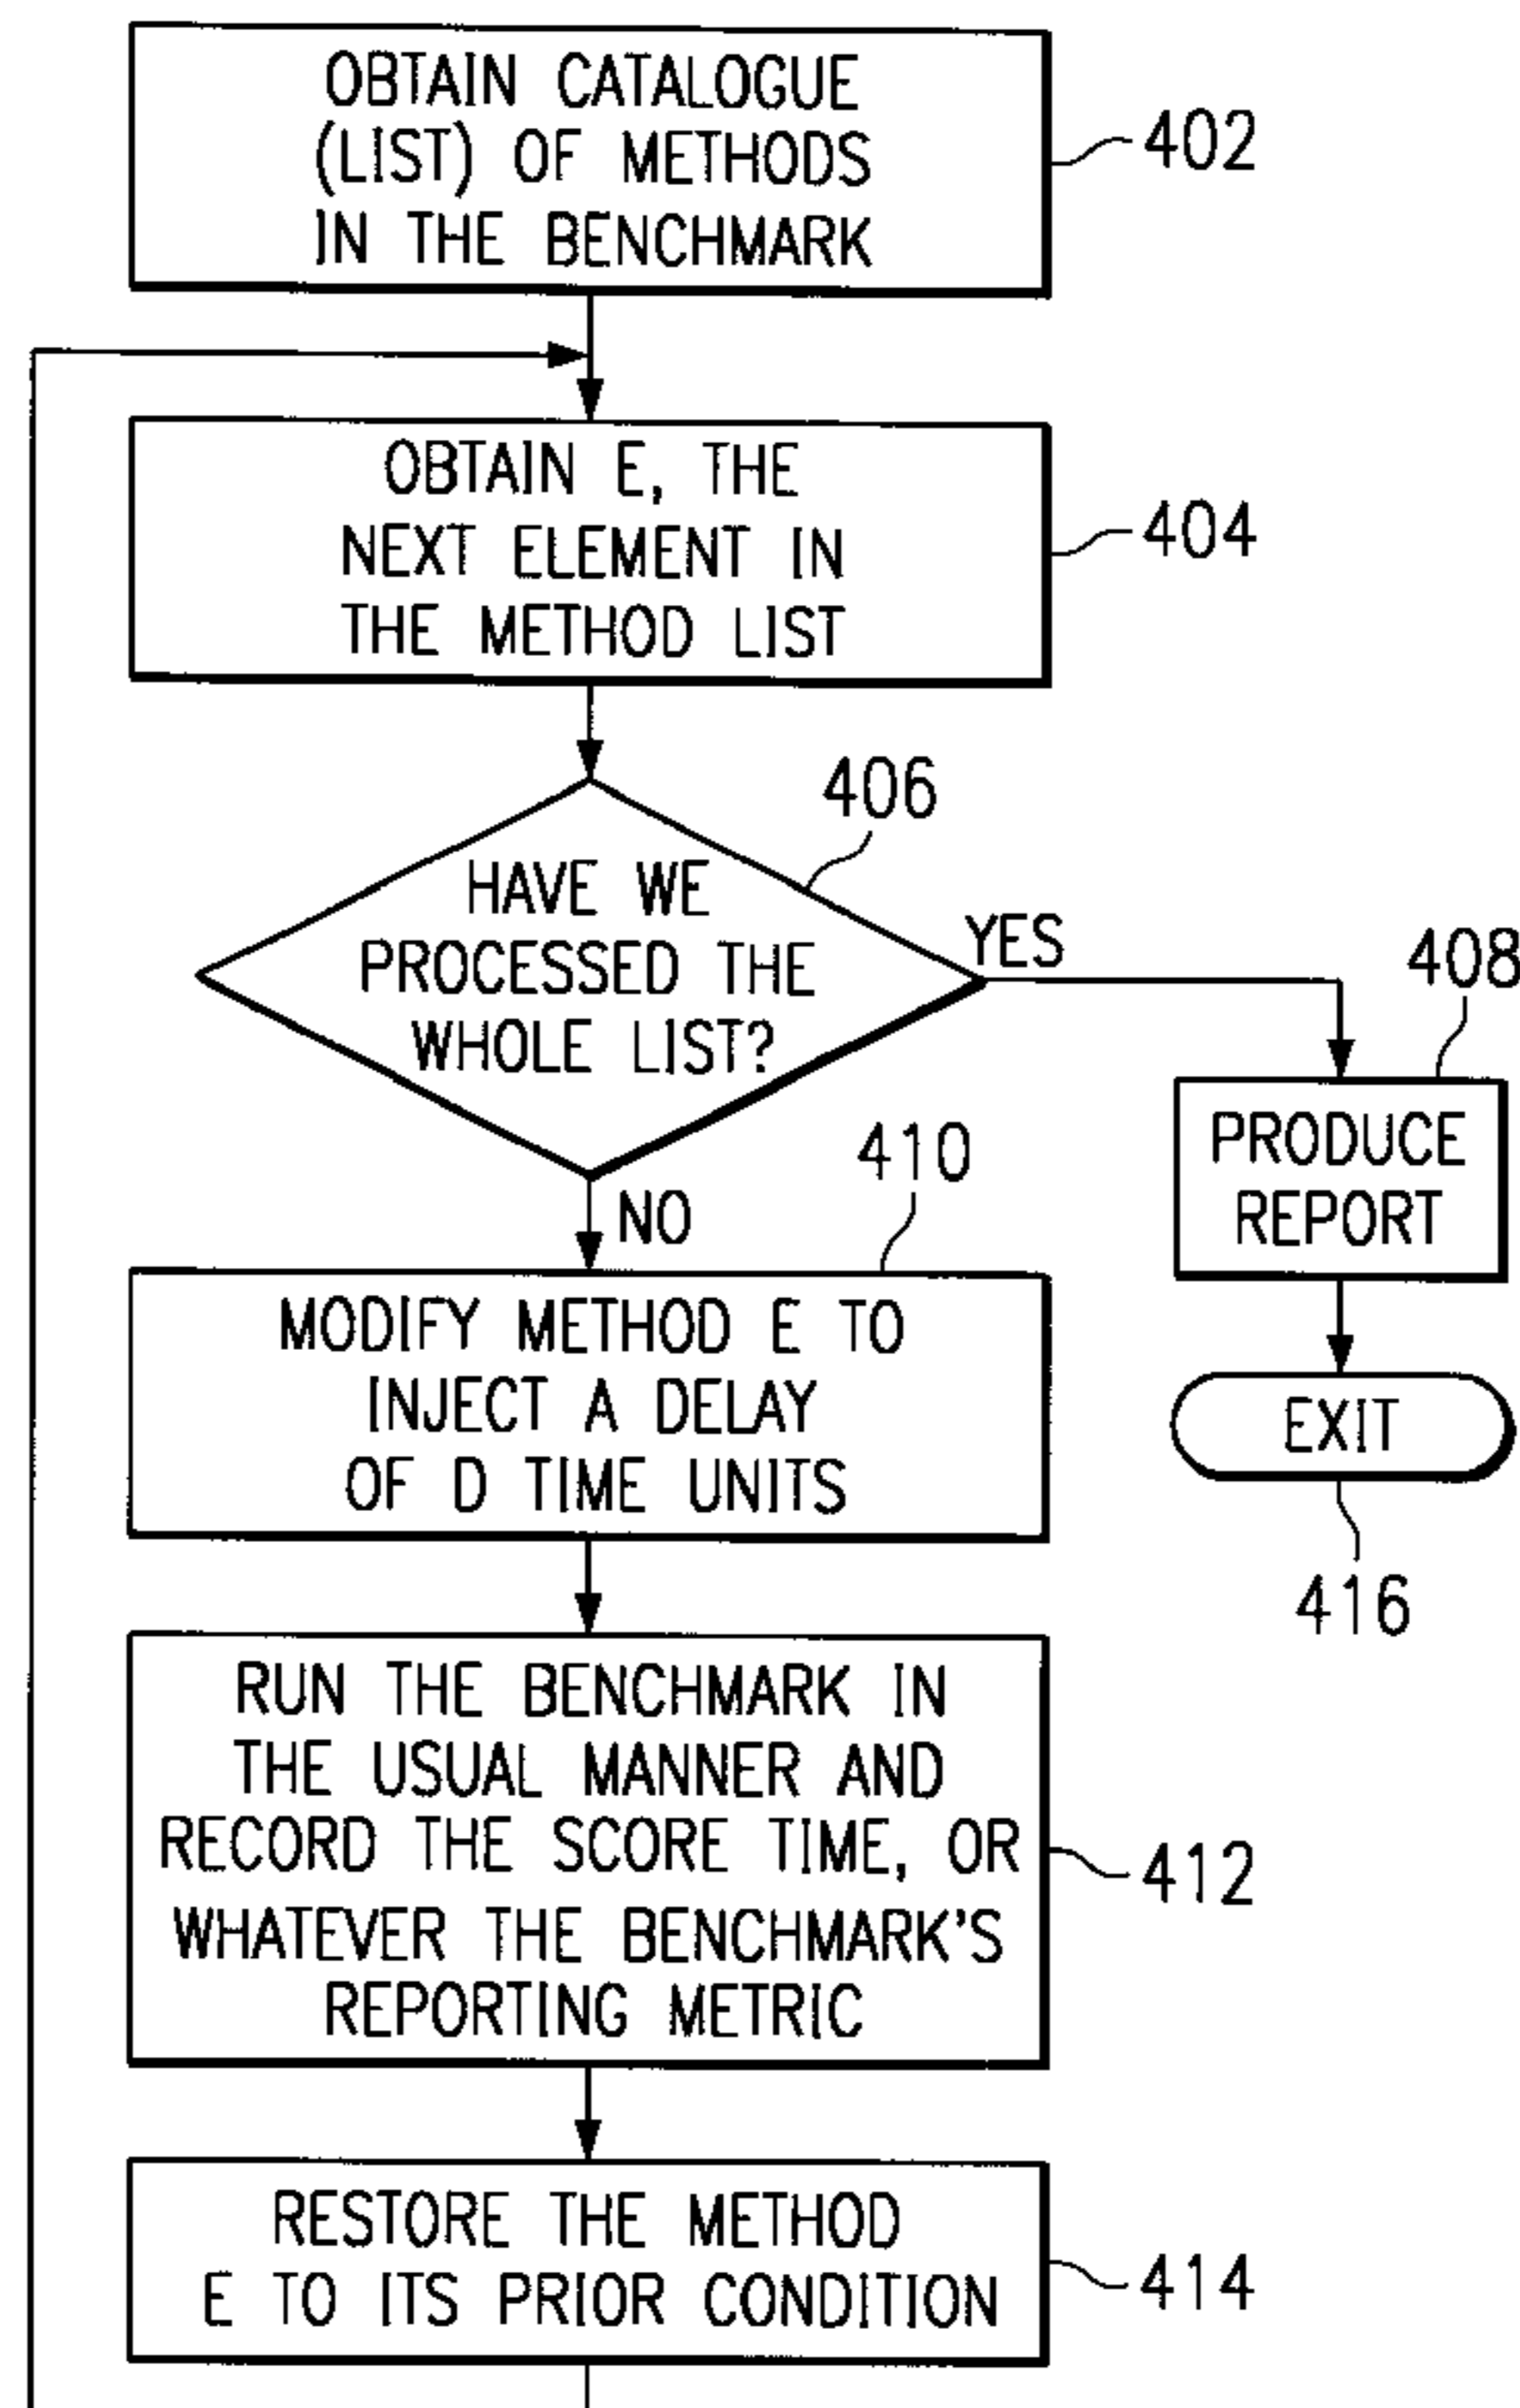 OBTAIN CATALOGUE
(LIST) OF METHODS
IN THE BENCHMARK
402
OBTAIN E, THE
NEXT ELEMENT IN
THE METHOD LIST
404
406
HAVE WE
PROCESSED THE
WHOLE LIST?
YES
408
PRODUCE
REPORT
EXIT
416
NO
410
MODIFY METHOD E TO
INJECT A DELAY
OF D TIME UNITS
RUN THE BENCHMARK IN
THE USUAL MANNER AND
RECORD THE SCORE TIME, OR
WHATEVER THE BENCHMARK'S
REPORTING METRIC
412
RESTORE THE METHOD
E TO ITS PRIOR CONDITION
414